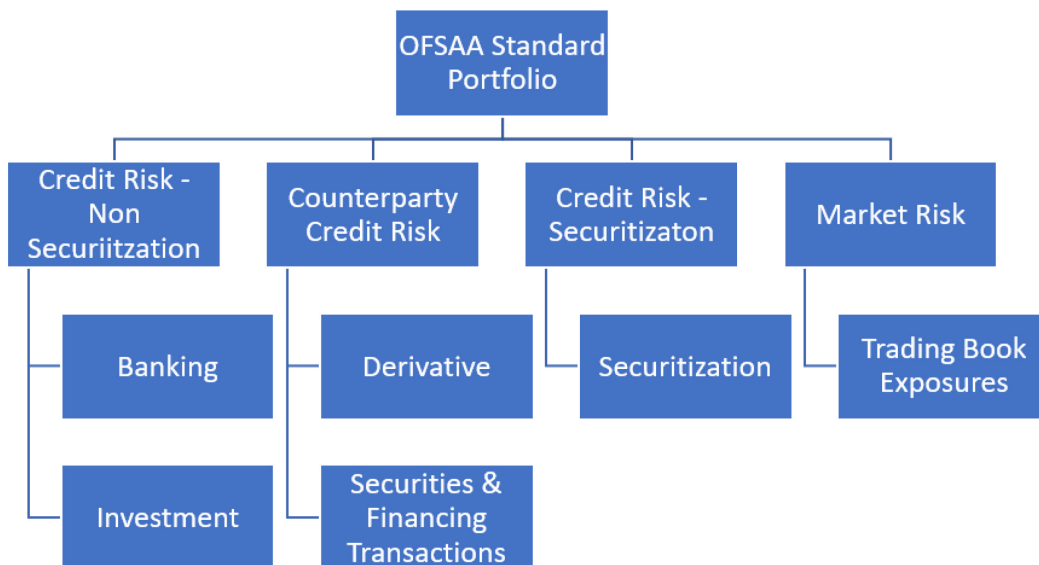 OFSAA Standard
Portfolio
Credit Risk -
Non
Securiitzation
Counterparty
Credit Risk
Credit Risk -
Securitizaton
Market Risk
Banking
Derivative
Securitization
Trading Book
Exposures
Investment
Securities &
Financing
Transactions